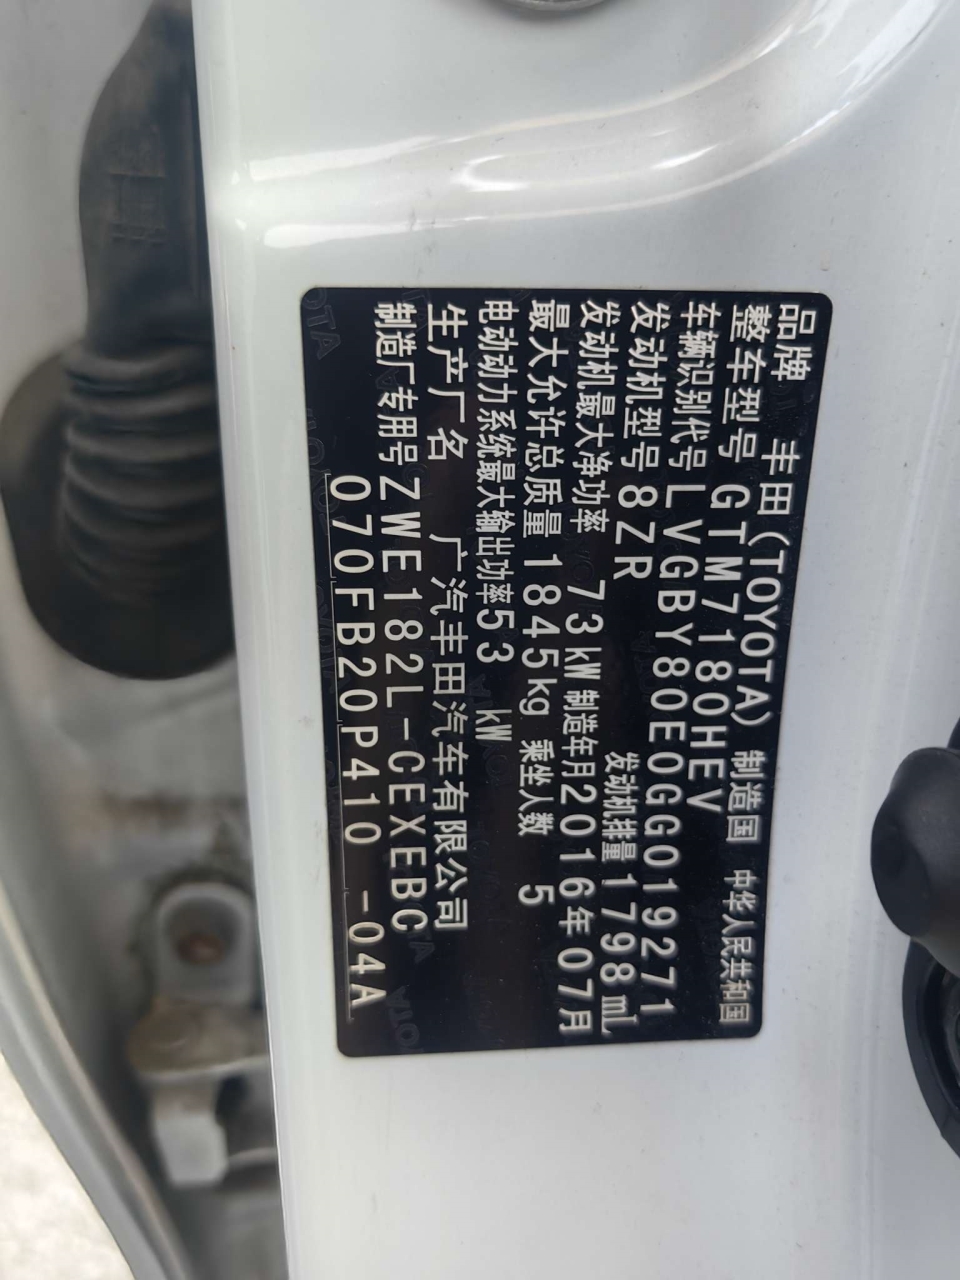 品牌 丰田(TOYOTA) 制造国 中华人民共和国
整车型号 GTM7180HEV
车辆识别代号 LVGBY80E0GG019271
发动机型号 8ZR 发动机排量 1798 mL
发动机最大净功率 73 kW 制造年月 2016年07月
最大允许总质量 1845kg 乘坐人数 5
电动动力系统最大输出功率 53 kW
生产厂名 广汽丰田汽车有限公司
制造厂专用号 ZWE182L-CEXEBC
070FB20P410 -04A